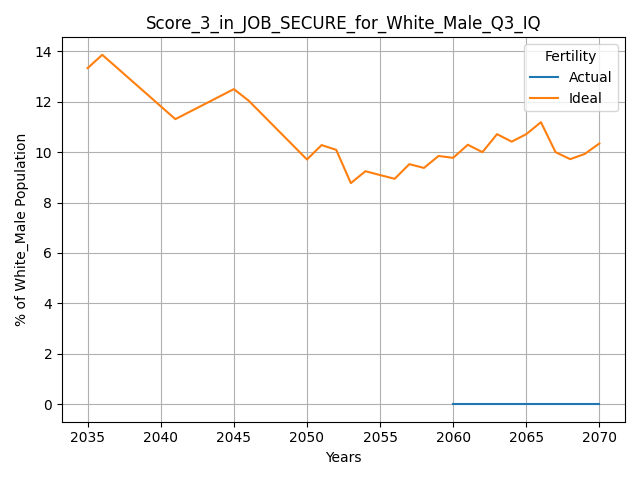 Score_3_in_JOB_SECURE_for_White_Male_Q3_IQ
% of White_Male Population
14
12
10
8
6
4
2
0
Fertility
Actual
Ideal
2035 2040 2045 2050 2055 2060 2065 2070
Years